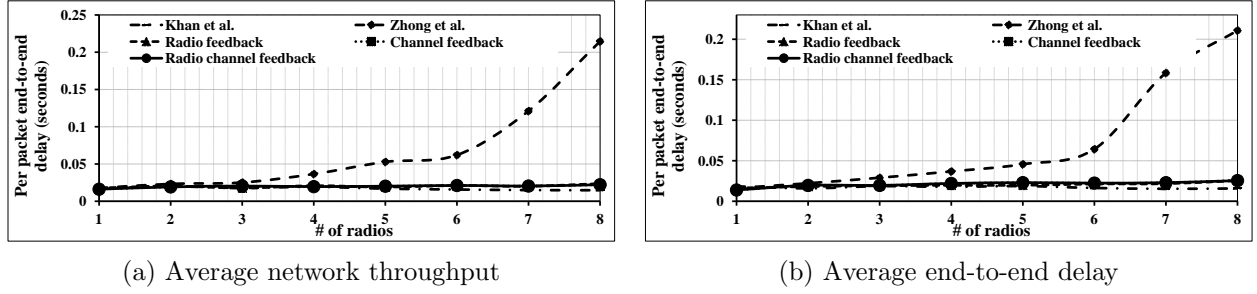 Per packet end-to-end
delay (seconds)
0.25
0.2
0.15
0.1
0.05
0
Khan et al.
Zhong et al.
Radio feedback
Channel feedback
Radio channel feedback
1 2 3 4 5 6 7 8
# of radios
(a) Average network throughput
Per packet end-to-end
delay (seconds)
0.2
0.15
0.1
0.05
0
Khan et al.
Zhong et al.
Radio feedback
Channel feedback
Radio channel feedback
1 2 3 4 5 6 7 8
# of radios
(b) Average end-to-end delay